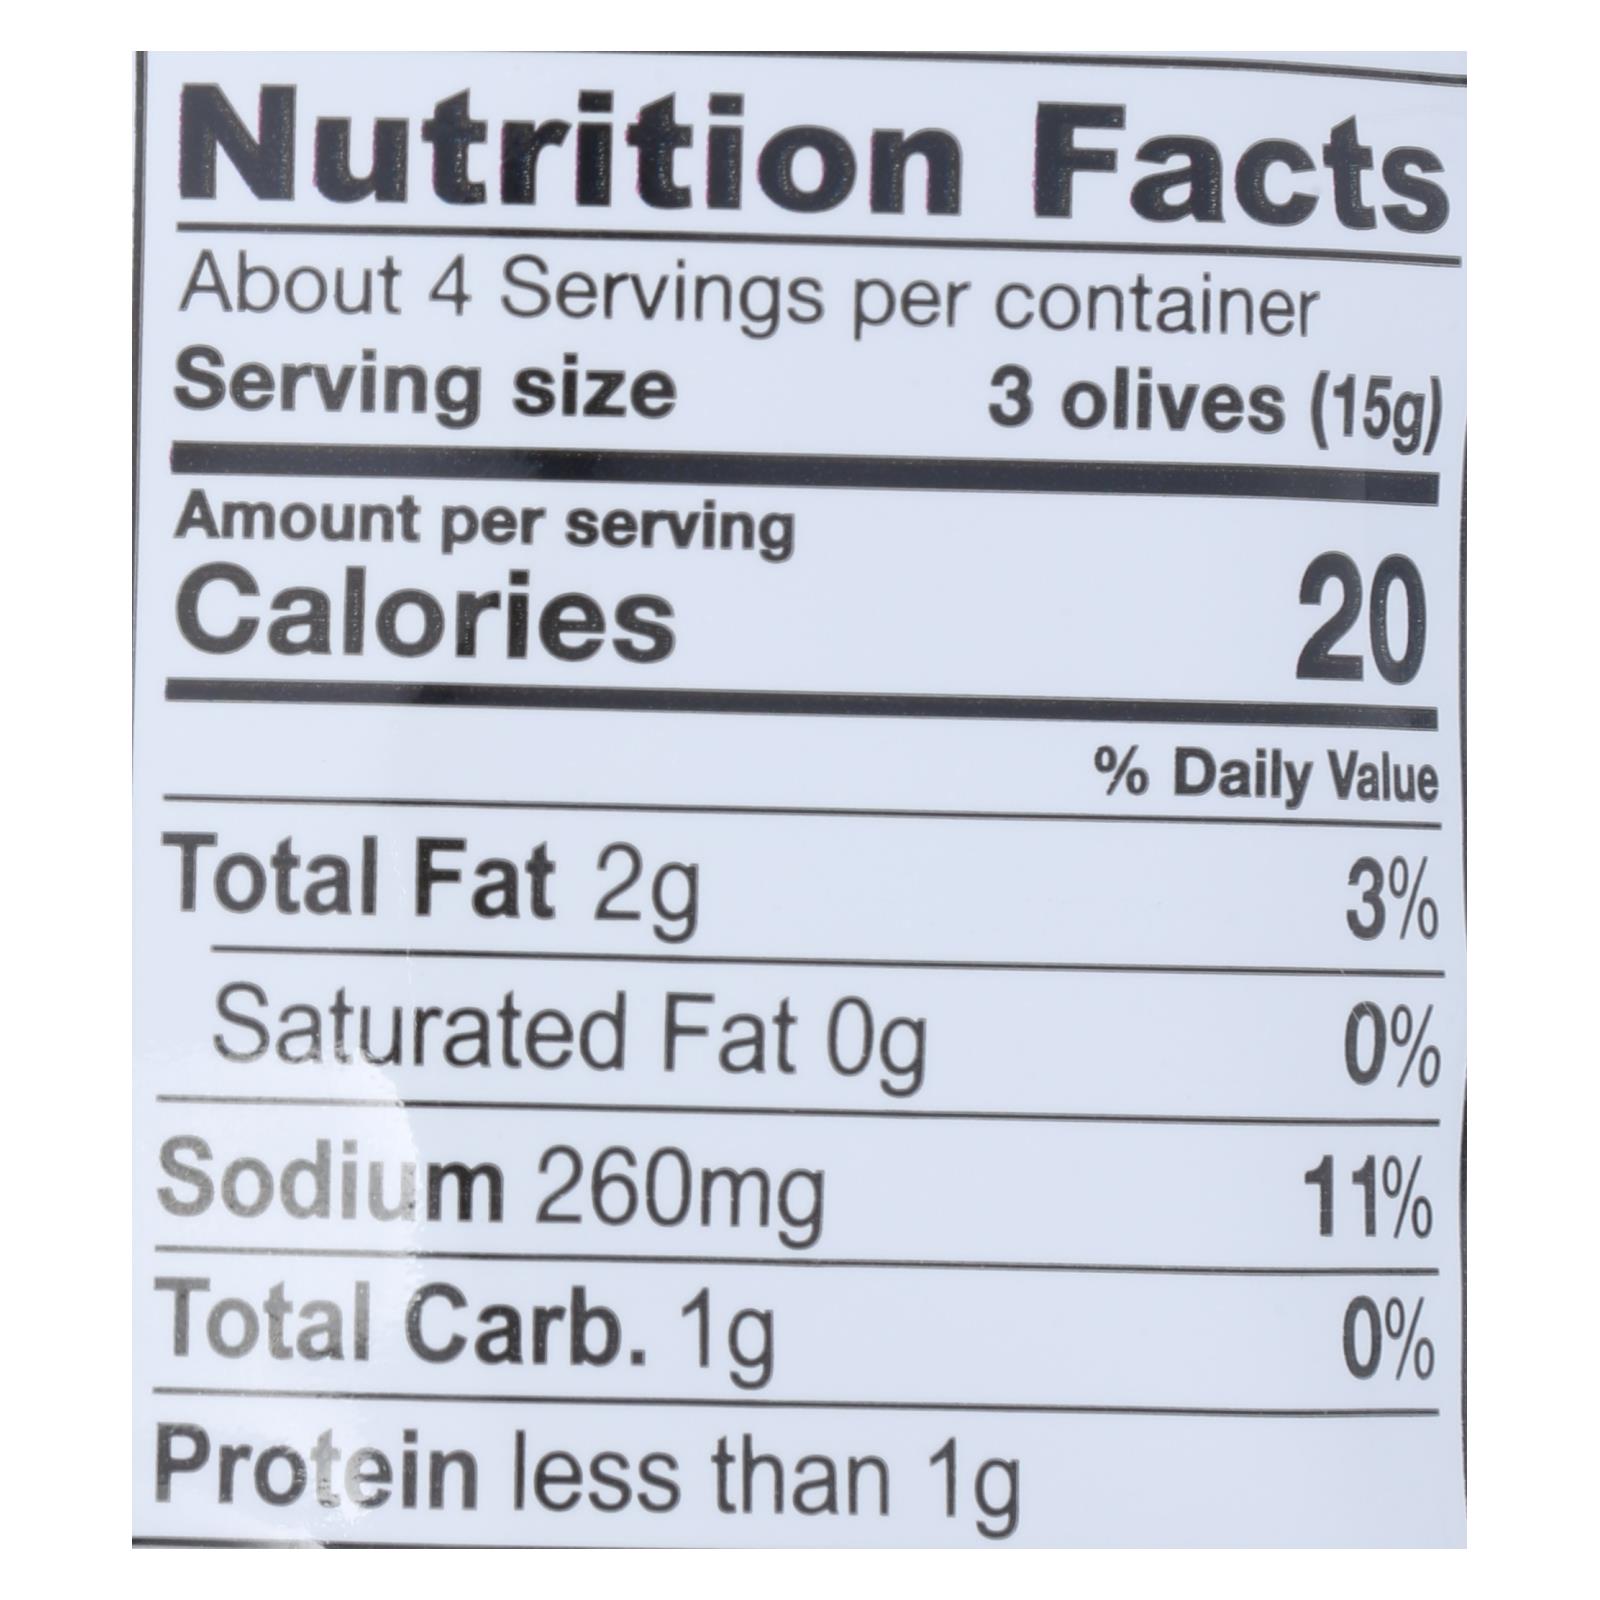 Nutrition Facts
About 4 Servings per container
Serving size 3 olives (15g)
Amount per serving
Calories 20
% Daily Value
Total Fat 2g 3%
Saturated Fat 0g 0%
Sodium 260mg 11%
Total Carb. 1g 0%
Protein less than 1g